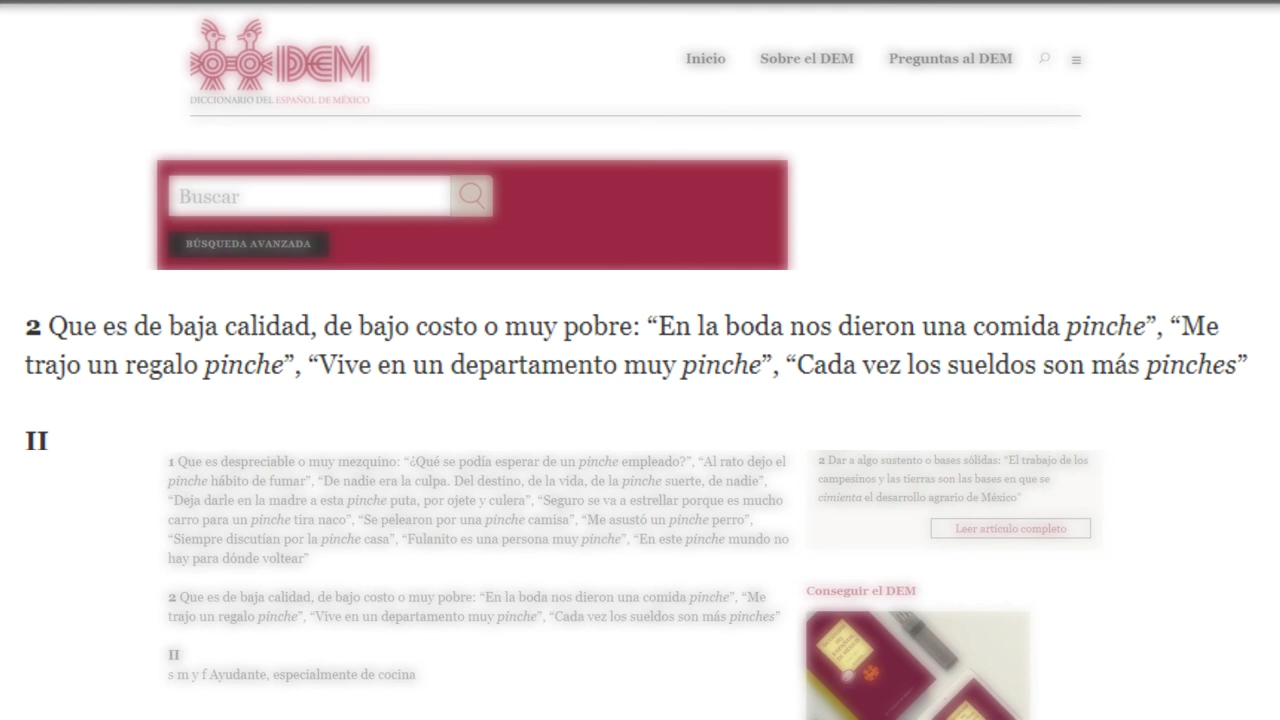 DEM
DICCIONARIO DEL ESPAÑOL DE MÉXICO
Inicio
Sobre el DEM
Preguntas al DEM
Buscar
BÚSQUEDA AVANZADA
2 Que es de baja calidad, de bajo costo o muy pobre: “En la boda nos dieron una comida pinche”, “Me
trajo un regalo pinche”, “Vive en un departamento muy pinche”, “Cada vez los sueldos son más pinches”
II
1 Que es despreciable o muy mezquino: “¿Qué se podía esperar de un pinche empleado?”, “Al rato dejo el
pinche hábito de fumar”, “De nadie era la culpa. Del destino, de la vida, de la pinche suerte, de nadie”,
“Deja darle en la madre a esta pinche puta, por ojete y culera”, “Seguro se va a estrellar porque es mucho
carro para un pinche tira naco”, “Se pelearon por una pinche camisa”, “Me asustó un pinche perro”,
“Siempre discutían por la pinche casa”, “Fulanito es una persona muy pinche”, “En este pinche mundo no
hay para dónde voltear”
2 Que es de baja calidad, de bajo costo o muy pobre: “En la boda nos dieron una comida pinche”, “Me
trajo un regalo pinche”, “Vive en un departamento muy pinche”, “Cada vez los sueldos son más pinches”
II
s m y f Ayudante, especialmente de cocina
2 Dar a algo sustento o bases sólidas: “El trabajo de los
campesinos y las tierras son las bases en que se
cimienta el desarrollo agrario de México”
Leer artículo completo
Conseguir el DEM